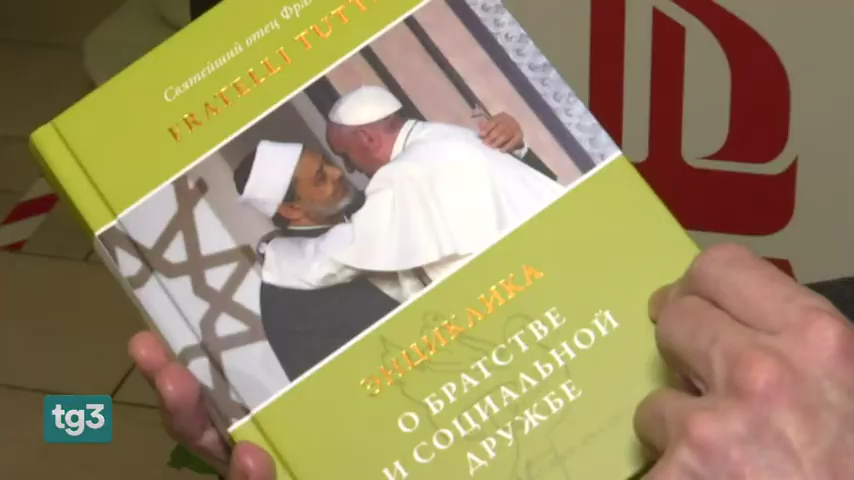 Святейший отец
FRATELLI TUTTI
ЭНЦИКЛИКА
О БРАТСТВЕ
И СОЦИАЛЬНОЙ
ДРУЖБЕ
tg3